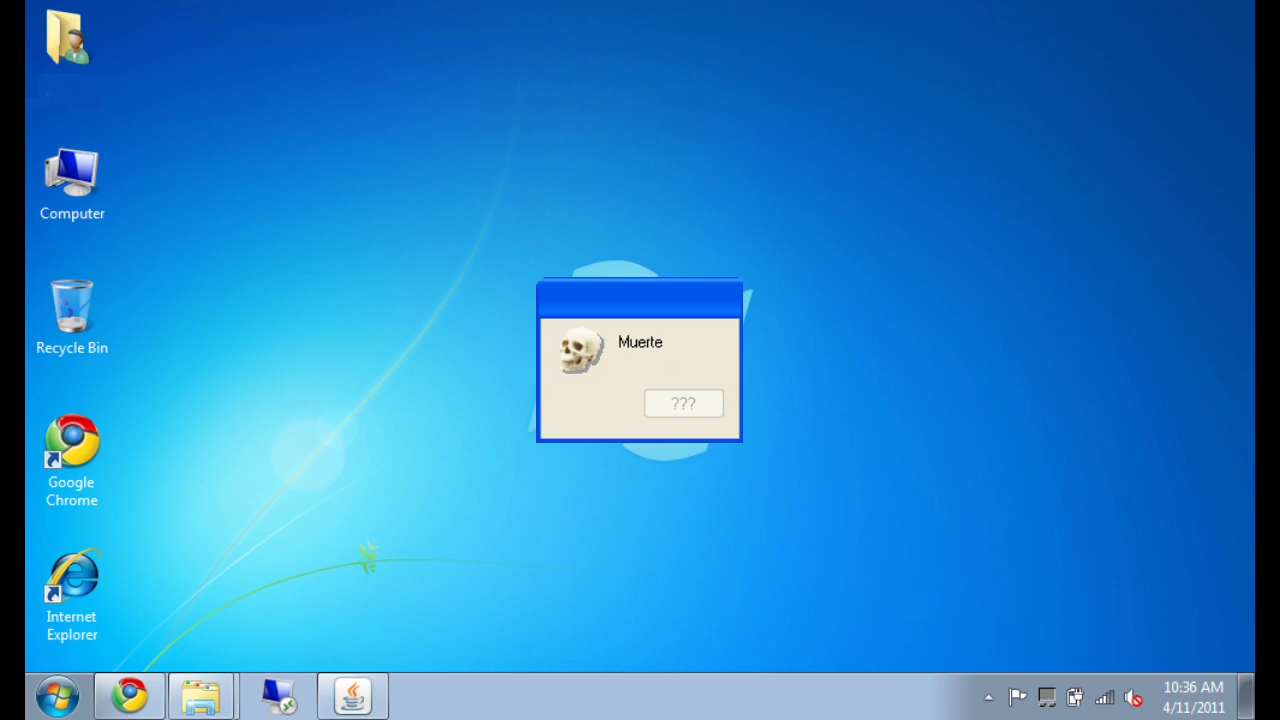 Computer
Recycle Bin
Google
Chrome
Internet
Explorer
Muerte
???
10:36 AM
4/11/2011